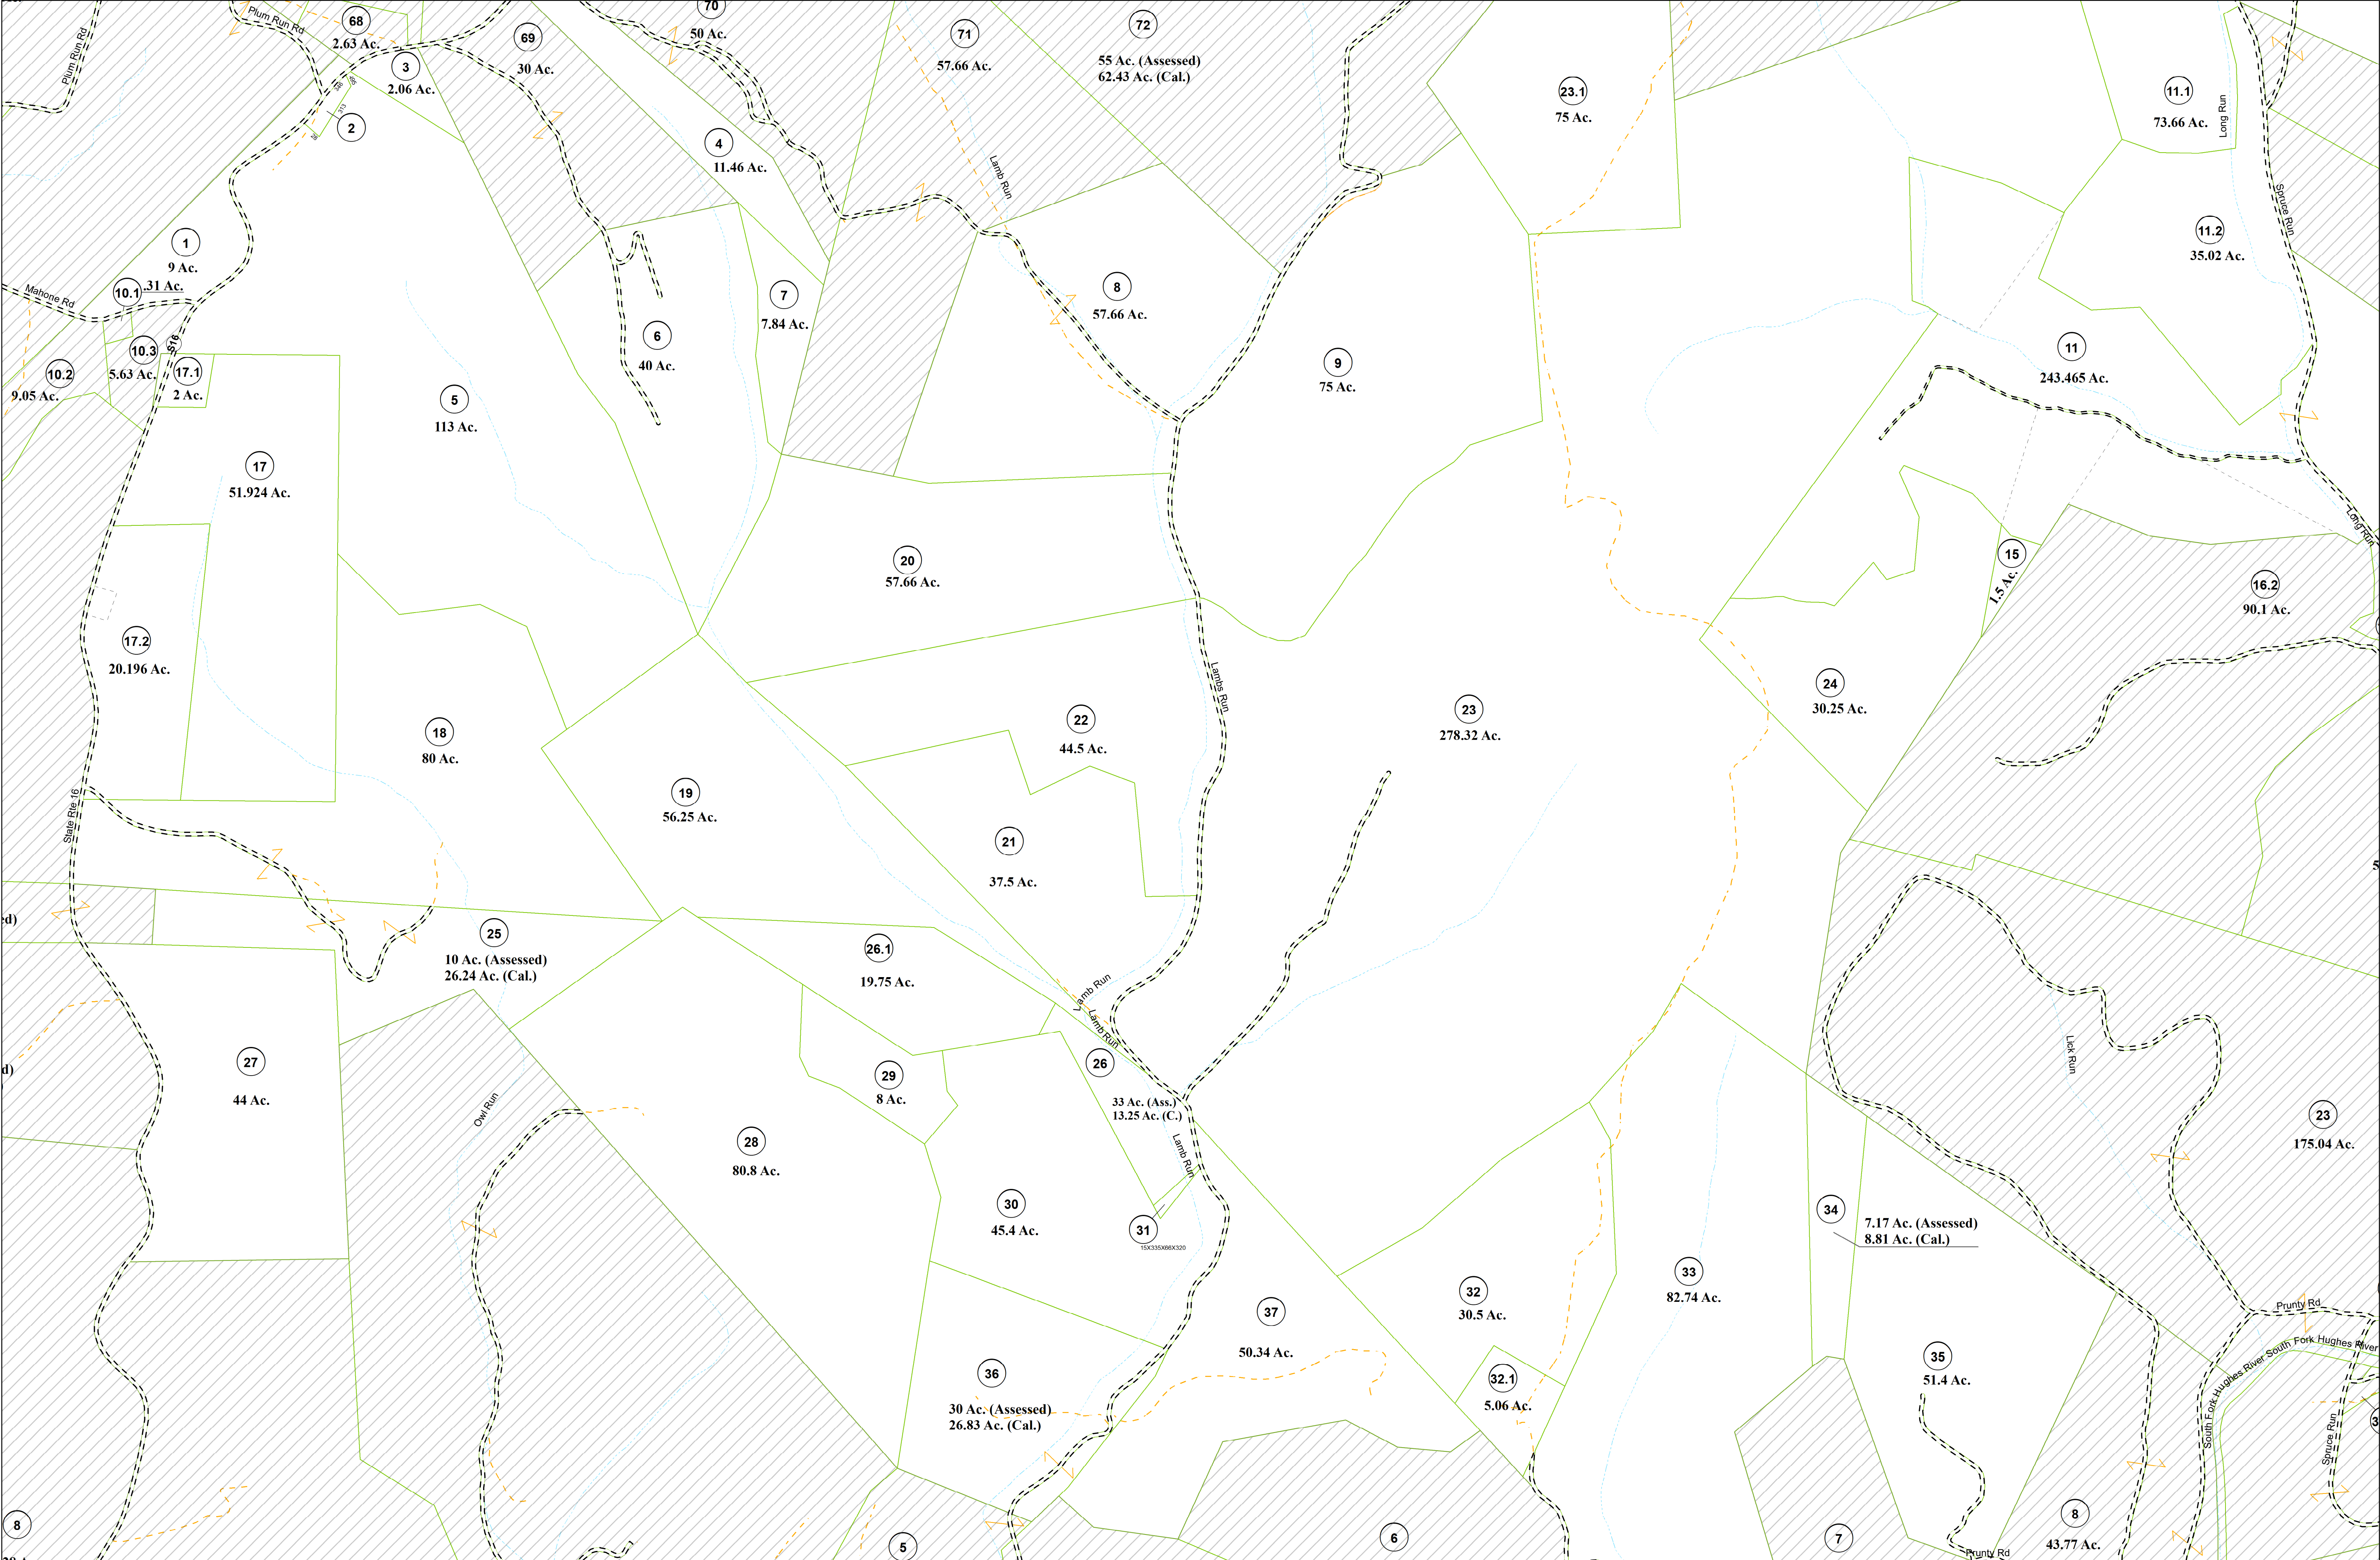 Plum Run Rd
Plum Run Rd
68
2.63 Ac.
3
2.06 Ac.
313
2
69
30 Ac.
70
50 Ac.
4
11.46 Ac.
71
57.66 Ac.
72
55 Ac. (Assessed)
62.43 Ac. (Cal.)
Lamb Run
23.1
75 Ac.
11.1
73.66 Ac.
Long Run
Spruce Run
11.2
35.02 Ac.
1
9 Ac.
10.1
.31 Ac.
Mahone Rd
10.3
5.63 Ac.
S16
10.2
9.05 Ac.
17.1
2 Ac.
5
113 Ac.
6
40 Ac.
7
7.84 Ac.
8
57.66 Ac.
9
75 Ac.
11
243.465 Ac.
17
51.924 Ac.
20
57.66 Ac.
Long Run
15
1.5 Ac.
16.2
90.1 Ac.
17.2
20.196 Ac.
Lambs Run
18
80 Ac.
22
44.5 Ac.
23
278.32 Ac.
24
30.25 Ac.
State Rte 16
19
56.25 Ac.
21
37.5 Ac.
5
ed)
25
10 Ac. (Assessed)
26.24 Ac. (Cal.)
26.1
19.75 Ac.
Lamb Run
Lamb Run
d)
27
44 Ac.
Owl Run
29
8 Ac.
26
33 Ac. (Ass.)
13.25 Ac. (C.)
Lamb Run
28
80.8 Ac.
30
45.4 Ac.
31
15X335X66X320
Lick Run
23
175.04 Ac.
34
7.17 Ac. (Assessed)
8.81 Ac. (Cal.)
32
30.5 Ac.
33
82.74 Ac.
37
50.34 Ac.
Prunty Rd
South Fork Hughes River
South Fork Hughes River
36
30 Ac. (Assessed)
26.83 Ac. (Cal.)
32.1
5.06 Ac.
35
51.4 Ac.
Spruce Run
3
8
5
6
7
8
43.77 Ac.
Prunty Rd